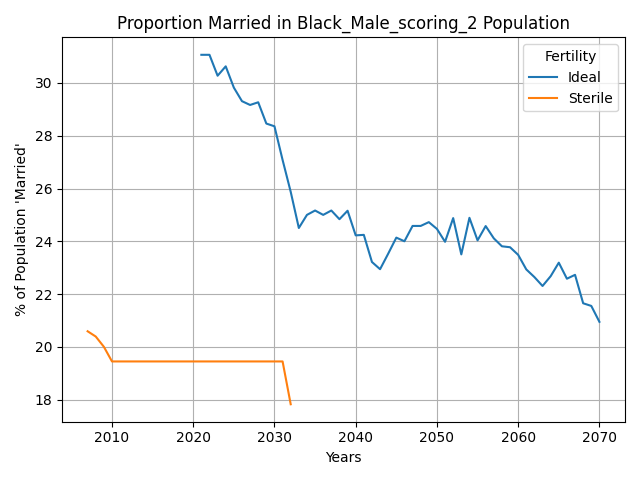 Proportion Married in Black_Male_scoring_2 Population
% of Population 'Married'
30
28
26
24
22
20
18
Fertility
Ideal
Sterile
2010 2020 2030 2040 2050 2060 2070
Years